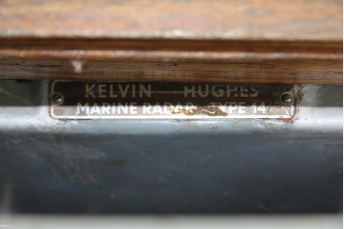 KELVIN HUGHES
MARINE RADAR TYPE 14